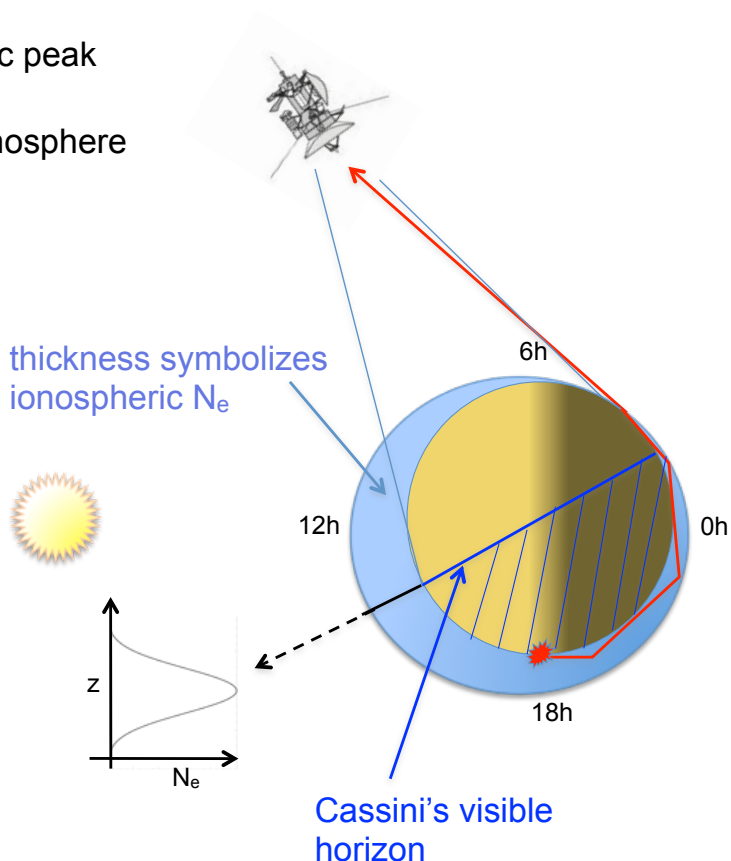 c peak
nosphere
6h
thickness symbolizes
ionospheric Nₑ
12h
0h
z
18h
Nₑ
Cassini's visible
horizon